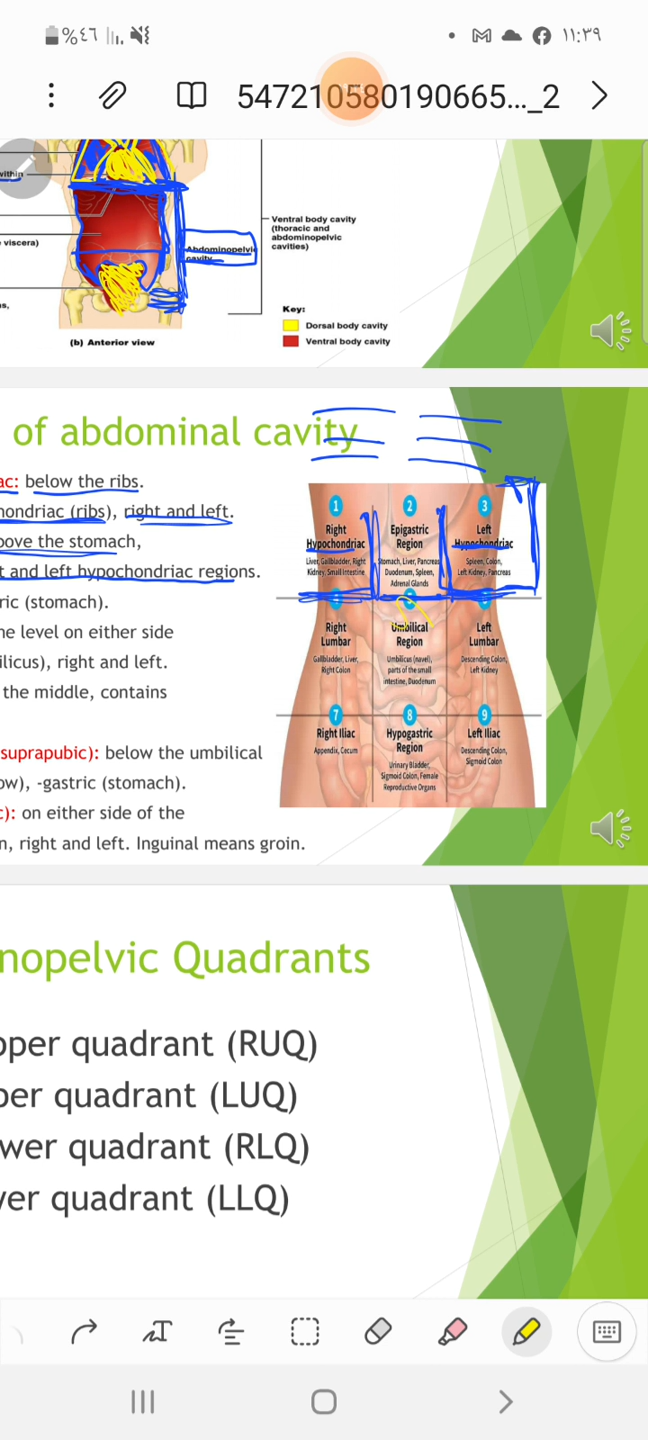 %٤٦
١١:٣٩
547210580190665..._2
within
viscera)
s,
Abdominopelvic
cavity
Ventral body cavity
(thoracic and
abdominopelvic
cavities)
(b) Anterior view
Key:
Dorsal body cavity
Ventral body cavity
of abdominal cavity
ac: below the ribs.
hondriac (ribs), right and left.
bove the stomach,
t and left hypochondriac regions.
ric (stomach).
ne level on either side
ilicus), right and left.
the middle, contains
suprapubic): below the umbilical
ow), -gastric (stomach).
c): on either side of the
n, right and left. Inguinal means groin.
1
Right
Hypochondriac
Liver, Gallbladder, Right
Kidney, Small Intestine
2
Epigastric
Region
Stomach, Liver, Pancreas
Duodenum, Spleen,
Adrenal Glands
3
Left
Hypochondriac
Spleen, Colon,
Left Kidney, Pancreas
Right
Lumbar
Gallbladder, Liver,
Right Colon
Umbilical
Region
Umbilicus (navel),
parts of the small
intestine, Duodenum
Left
Lumbar
Descending Colon,
Left Kidney
7
Right Iliac
Appendix, Cecum
8
Hypogastric
Region
Urinary Bladder,
Sigmoid Colon, Female
Reproductive Organs
9
Left Iliac
Descending Colon,
Sigmoid Colon
nopelvic Quadrants
pper quadrant (RUQ)
per quadrant (LUQ)
wer quadrant (RLQ)
ver quadrant (LLQ)